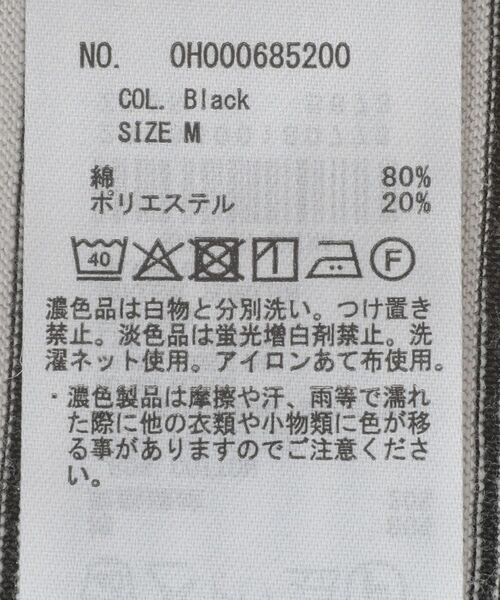 NO. 0H000685200
COL. Black
SIZE M
綿 80%
ポリエステル 20%
40 F
濃色品は白物と分別洗い。つけ置き
禁止。淡色品は蛍光増白剤禁止。洗
濯ネット使用。アイロンあて布使用。
・濃色製品は摩擦や汗、雨等で濡れ
た際に他の衣類や小物類に色が移
る事がありますのでご注意くださ
い。